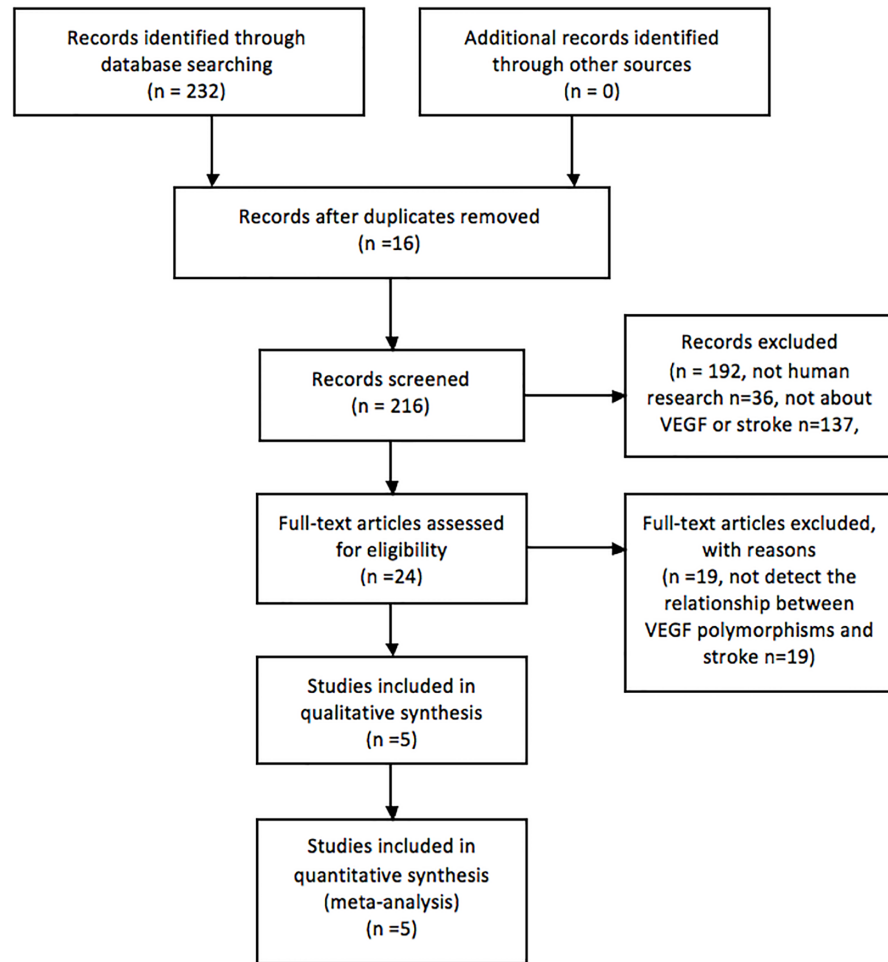 Records identified through
database searching
(n = 232)
Additional records identified
through other sources
(n = 0)
Records after duplicates removed
(n =16)
Records screened
(n = 216)
Records excluded
(n = 192, not human
research n=36, not about
VEGF or stroke n=137,
Full-text articles assessed
for eligibility
(n =24)
Full-text articles excluded,
with reasons
(n =19, not detect the
relationship between
VEGF polymorphisms and
stroke n=19)
Studies included in
qualitative synthesis
(n =5)
Studies included in
quantitative synthesis
(meta-analysis)
(n =5)